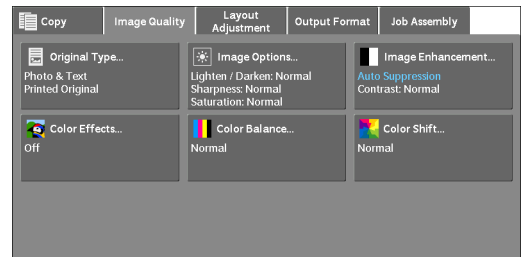 Copy
Image Quality
Layout
Adjustment
Output Format
Job Assembly
Original Type...
Photo & Text
Printed Original
Image Options...
Lighten / Darken: Normal
Sharpness: Normal
Saturation: Normal
Image Enhancement...
Auto Suppression
Contrast: Normal
Color Effects...
Off
Color Balance...
Normal
Color Shift...
Normal